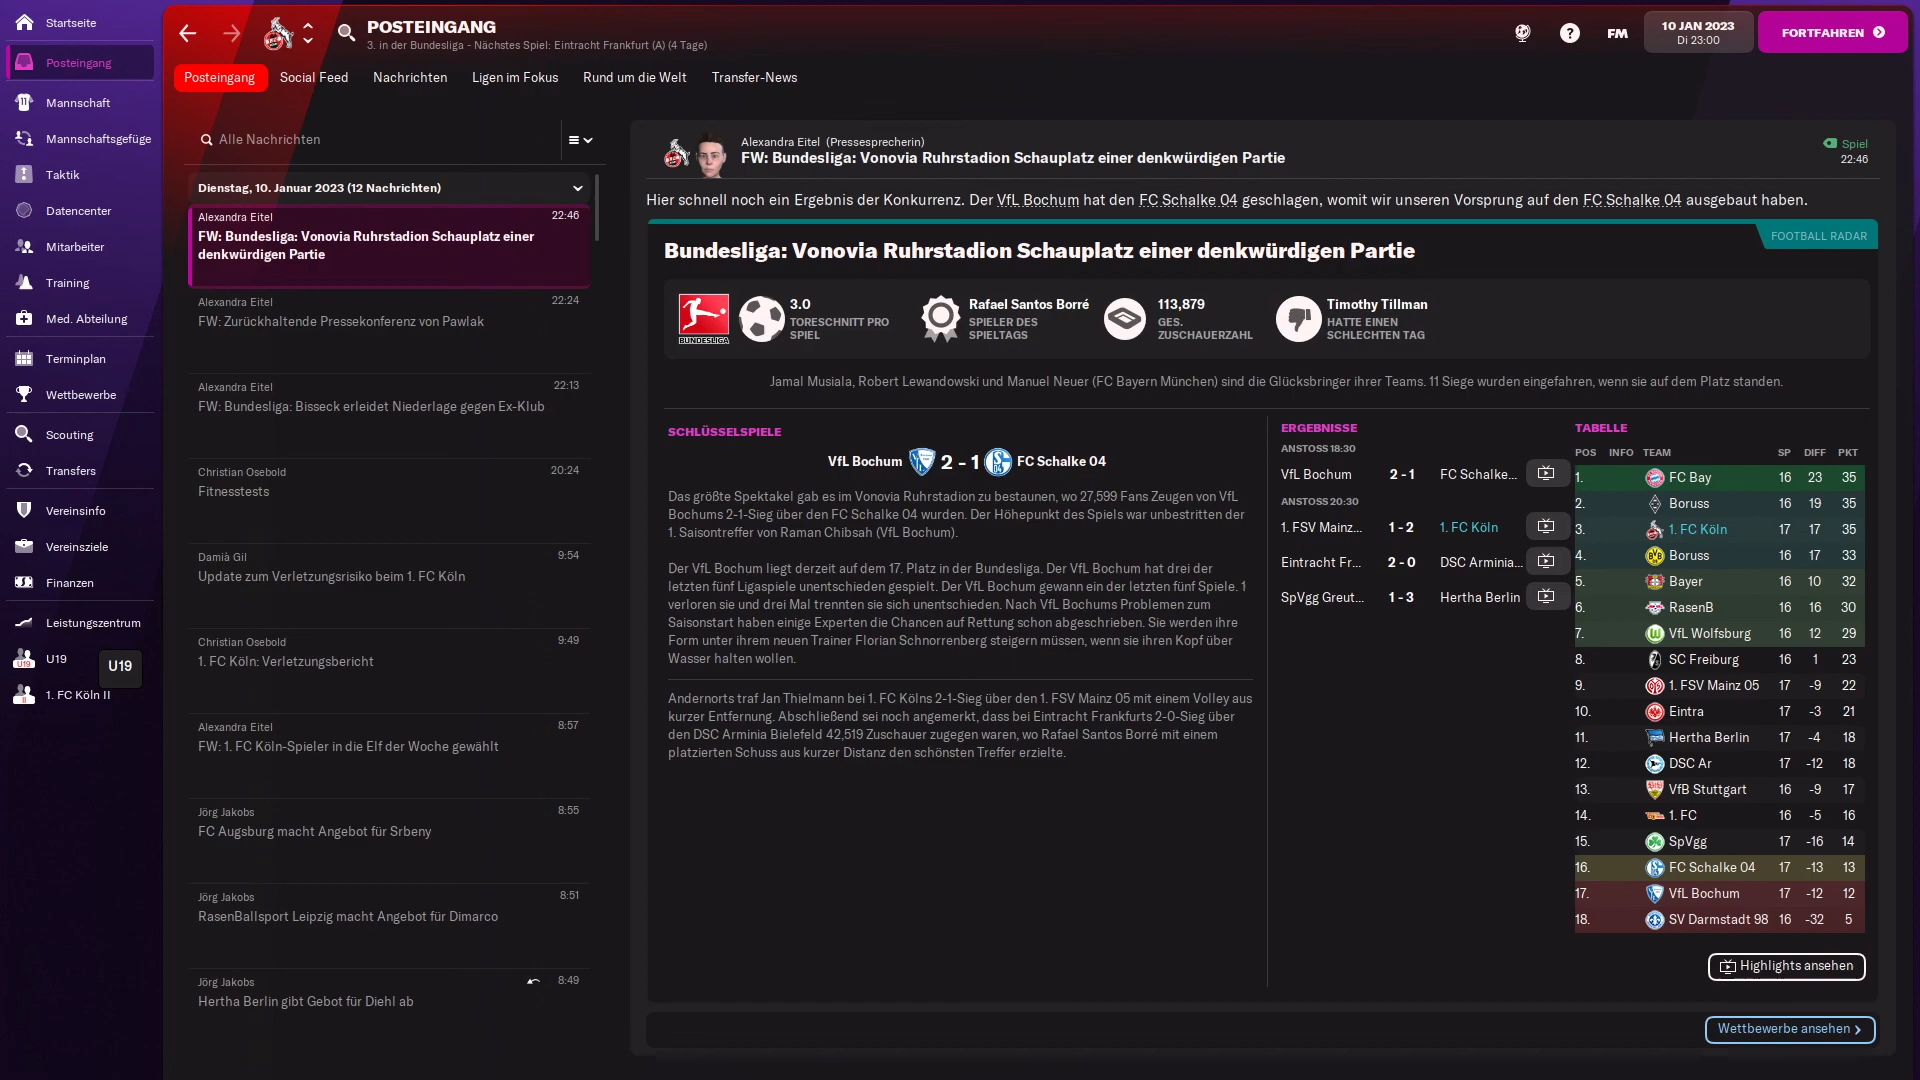 Startseite
Posteingang
Mannschaft
Mannschaftsgefüge
Taktik
Datencenter
Mitarbeiter
Training
Med. Abteilung
Terminplan
Wettbewerbe
Scouting
Transfers
Vereinsinfo
Vereinsziele
Finanzen
Leistungszentrum
U19
U19
1. FC Köln II
POSTEINGANG
3. in der Bundesliga - Nächstes Spiel: Eintracht Frankfurt (A) (4 Tage)
FM
10 JAN 2023
Di 23:00
FORTFAHREN
Posteingang Social Feed Nachrichten Ligen im Fokus Rund um die Welt Transfer-News
Alle Nachrichten
Dienstag, 10. Januar 2023 (12 Nachrichten)
Alexandra Eitel 22:46
FW: Bundesliga: Vonovia Ruhrstadion Schauplatz einer
denkwürdigen Partie
Alexandra Eitel 22:24
FW: Zurückhaltende Pressekonferenz von Pawlak
Alexandra Eitel 22:13
FW: Bundesliga: Bisseck erleidet Niederlage gegen Ex-Klub
Christian Osebold 20:24
Fitnesstests
Damià Gil 9:54
Update zum Verletzungsrisiko beim 1. FC Köln
Christian Osebold 9:49
1. FC Köln: Verletzungsbericht
Alexandra Eitel 8:57
FW: 1. FC Köln-Spieler in die Elf der Woche gewählt
Jörg Jakobs 8:55
FC Augsburg macht Angebot für Srbeny
Jörg Jakobs 8:51
RasenBallsport Leipzig macht Angebot für Dimarco
Jörg Jakobs 8:49
Hertha Berlin gibt Gebot für Diehl ab
Alexandra Eitel (Pressesprecherin)
FW: Bundesliga: Vonovia Ruhrstadion Schauplatz einer denkwürdigen Partie
Spiel
22:46
Hier schnell noch ein Ergebnis der Konkurrenz. Der VfL Bochum hat den FC Schalke 04 geschlagen, womit wir unseren Vorsprung auf den FC Schalke 04 ausgebaut haben.
FOOTBALL RADAR
Bundesliga: Vonovia Ruhrstadion Schauplatz einer denkwürdigen Partie
BUNDESLIGA
3.0
TORESCHNITT PRO
SPIEL
Rafael Santos Borré
SPIELER DES
SPIELTAGS
113,879
GES.
ZUSCHAUERZAHL
Timothy Tillman
HATTE EINEN
SCHLECHTEN TAG
Jamal Musiala, Robert Lewandowski und Manuel Neuer (FC Bayern München) sind die Glücksbringer ihrer Teams. 11 Siege wurden eingefahren, wenn sie auf dem Platz standen.
SCHLÜSSELSPIELE
VfL Bochum 2 - 1 FC Schalke 04
Das größte Spektakel gab es im Vonovia Ruhrstadion zu bestaunen, wo 27,599 Fans Zeugen von VfL
Bochums 2-1-Sieg über den FC Schalke 04 wurden. Der Höhepunkt des Spiels war unbestritten der
1. Saisontreffer von Raman Chibsah (VfL Bochum).
Der VfL Bochum liegt derzeit auf dem 17. Platz in der Bundesliga. Der VfL Bochum hat drei der
letzten fünf Ligaspiele unentschieden gespielt. Der VfL Bochum gewann ein der letzten fünf Spiele. 1
verloren sie und drei Mal trennten sie sich unentschieden. Nach VfL Bochums Problemen zum
Saisonstart haben einige Experten die Chancen auf Rettung schon abgeschrieben. Sie werden ihre
Form unter ihrem neuen Trainer Florian Schnorrenberg steigern müssen, wenn sie ihren Kopf über
Wasser halten wollen.
Andernorts traf Jan Thielmann bei 1. FC Kölns 2-1-Sieg über den 1. FSV Mainz 05 mit einem Volley aus
kurzer Entfernung. Abschließend sei noch angemerkt, dass bei Eintracht Frankfurts 2-0-Sieg über
den DSC Arminia Bielefeld 42,519 Zuschauer zugegen waren, wo Rafael Santos Borré mit einem
platzierten Schuss aus kurzer Distanz den schönsten Treffer erzielte.
ERGEBNISSE
ANSTOSS 18:30
VfL Bochum 2 - 1 FC Schalke...
ANSTOSS 20:30
1. FSV Mainz... 1 - 2 1. FC Köln
Eintracht Fr... 2 - 0 DSC Arminia...
SpVgg Greut... 1 - 3 Hertha Berlin
TABELLE
POS INFO TEAM SP DIFF PKT
1. FC Bay 16 23 35
2. Boruss 16 19 35
3. 1. FC Köln 17 17 35
4. Boruss 16 17 33
5. Bayer 16 10 32
6. RasenB 16 16 30
7. VfL Wolfsburg 16 12 29
8. SC Freiburg 16 1 23
9. 1. FSV Mainz 05 17 -9 22
10. Eintra 17 -3 21
11. Hertha Berlin 17 -4 18
12. DSC Ar 17 -12 18
13. VfB Stuttgart 16 -9 17
14. 1. FC 16 -5 16
15. SpVgg 17 -16 14
16. FC Schalke 04 17 -13 13
17. VfL Bochum 17 -12 12
18. SV Darmstadt 98 16 -32 5
Highlights ansehen
Wettbewerbe ansehen